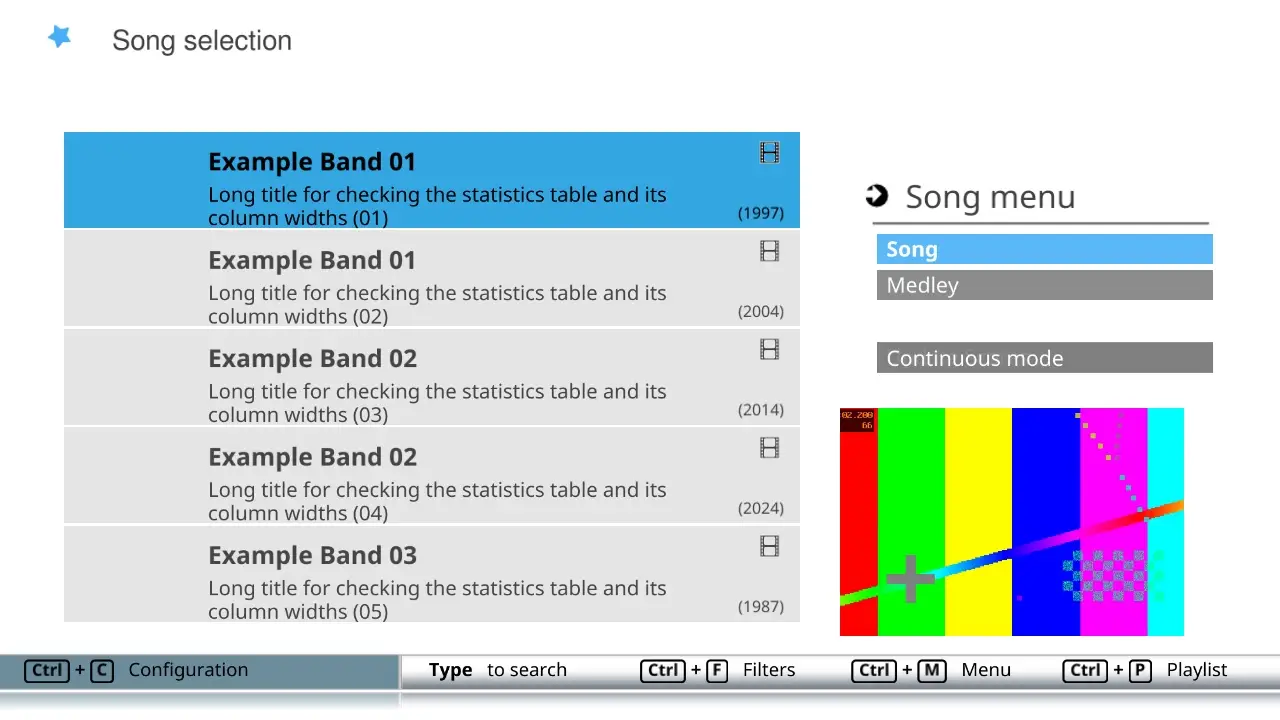 Song selection
Example Band 01
Long title for checking the statistics table and its
column widths (01)
(1997)
Example Band 01
Long title for checking the statistics table and its
column widths (02)
(2004)
Example Band 02
Long title for checking the statistics table and its
column widths (03)
(2014)
Example Band 02
Long title for checking the statistics table and its
column widths (04)
(2024)
Example Band 03
Long title for checking the statistics table and its
column widths (05)
(1987)
Song menu
Song
Medley
Continuous mode
02.200
66
Ctrl + C Configuration
Type to search
Ctrl + F Filters
Ctrl + M Menu
Ctrl + P Playlist